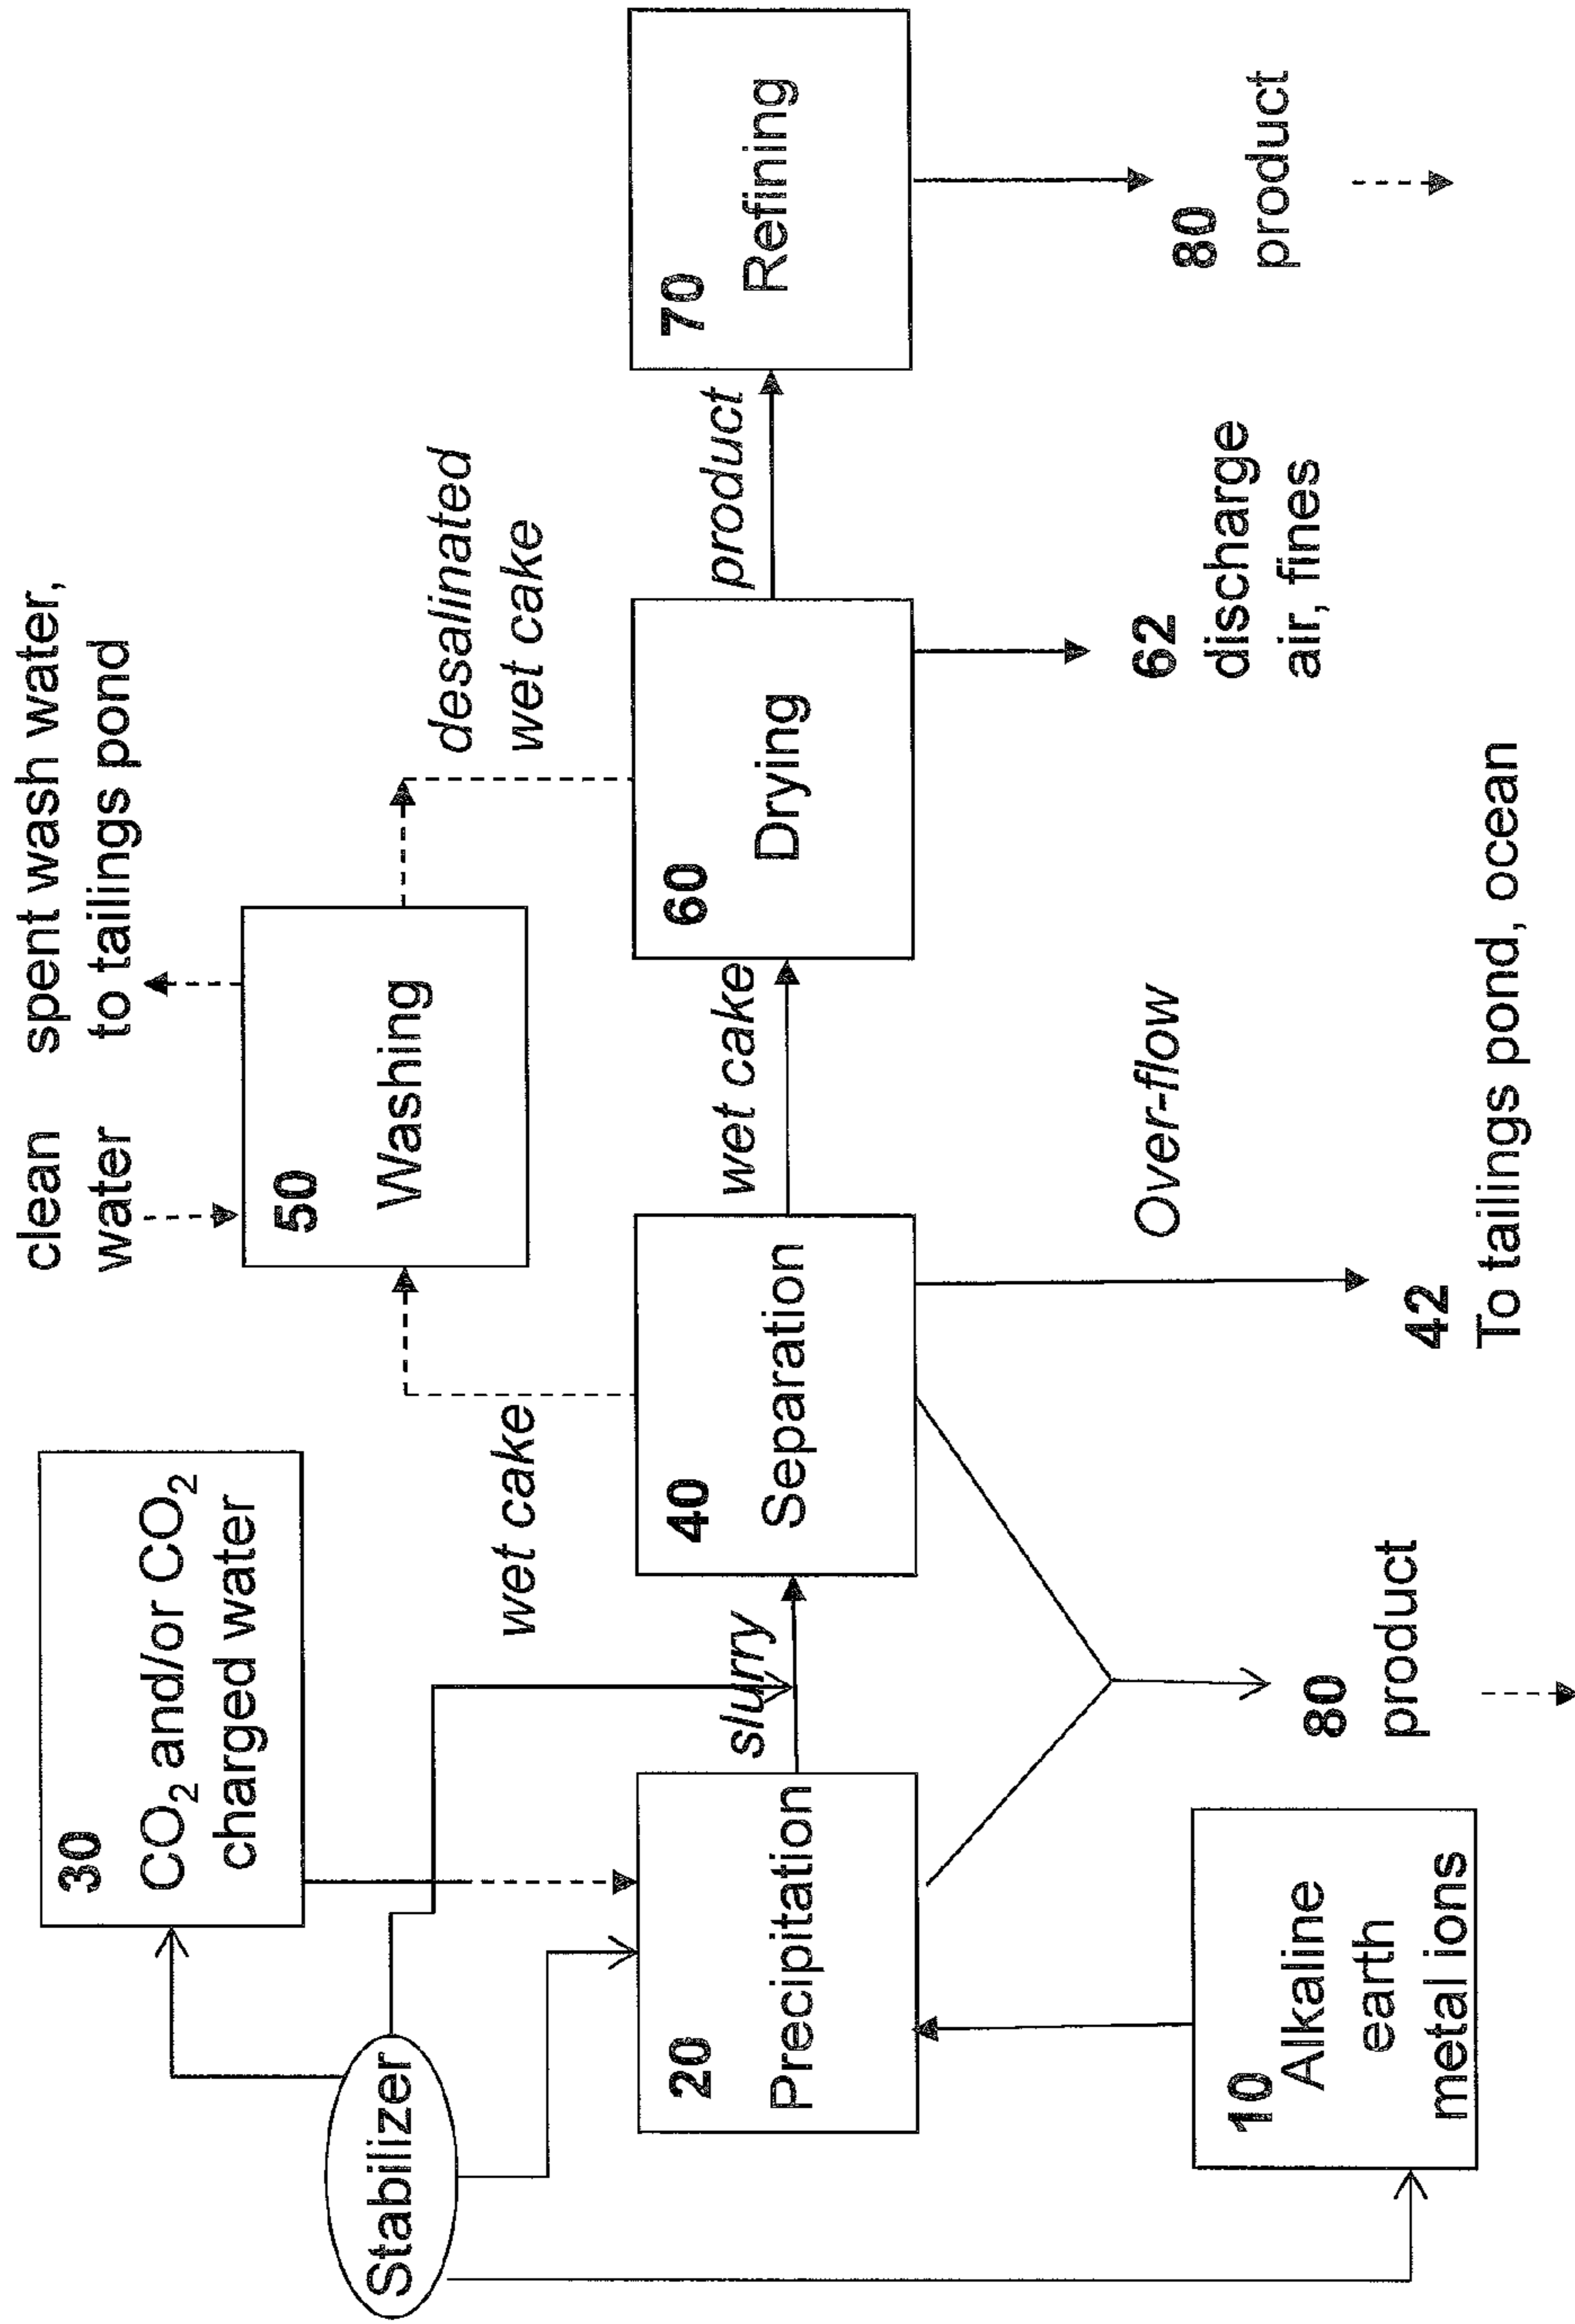 Stabilizer
30
CO₂ and/or CO₂
charged water
clean
water
spent wash water,
to tailings pond
50
Washing
wet cake
desalinated
wet cake
20
Precipitation
slurry
40
Separation
wet cake
60
Drying
product
70
Refining
10
Alkaline
earth
metal ions
80
product
Over-flow
42
To tailings pond, ocean
62
discharge
air, fines
80
product